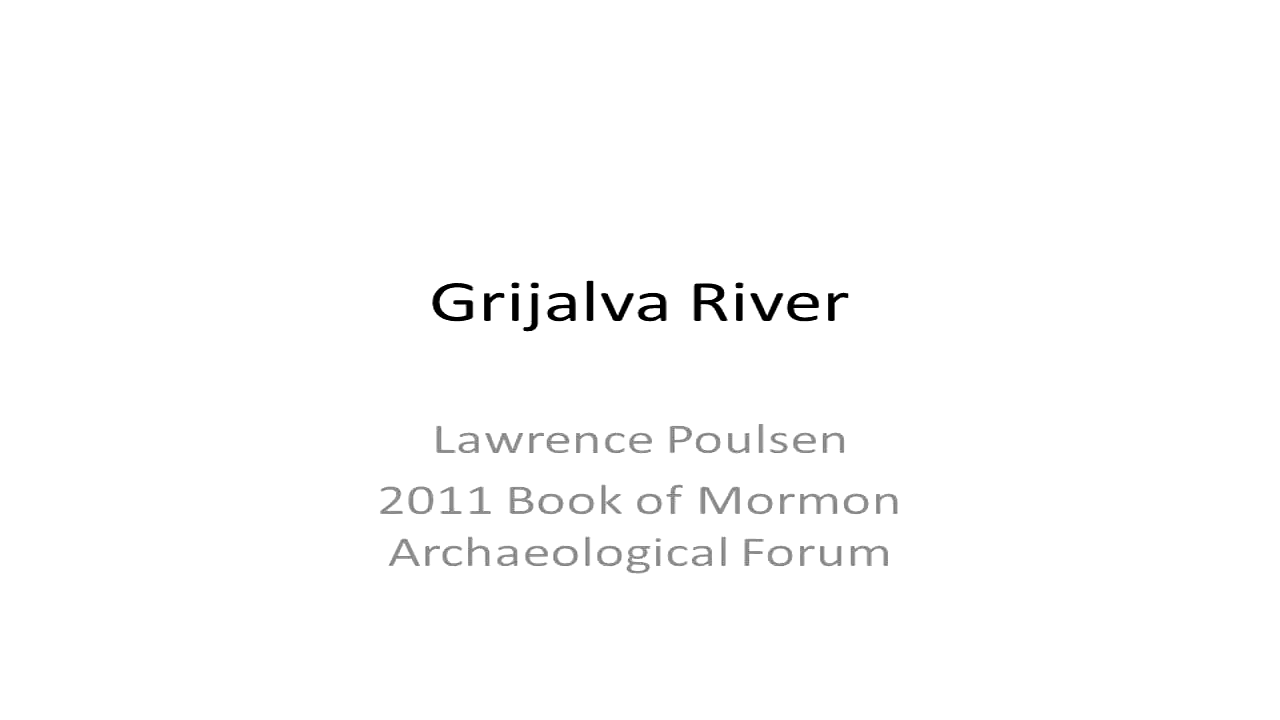 Grijalva River
Lawrence Poulsen
2011 Book of Mormon
Archaeological Forum